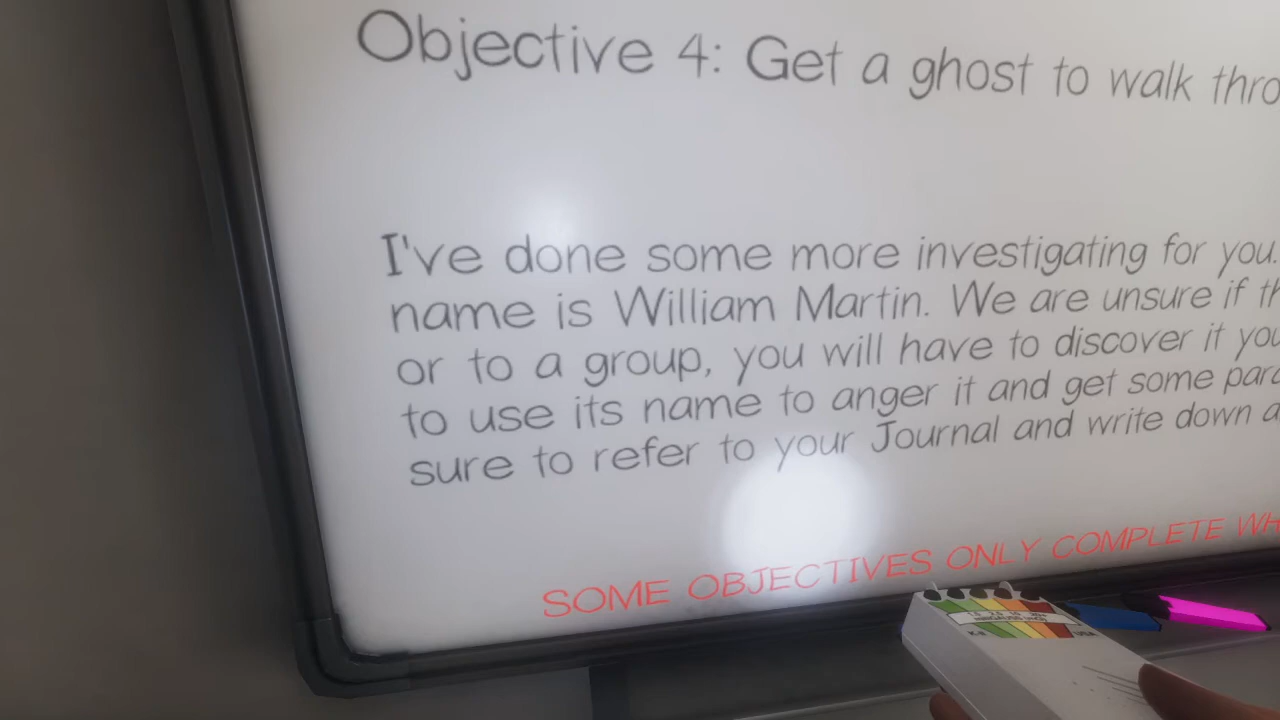 Objective 4: Get a ghost to walk thro
I've done some more investigating for you.
name is William Martin. We are unsure if th
or to a group, you will have to discover it you
to use its name to anger it and get some para
sure to refer to your Journal and write down a
SOME OBJECTIVES ONLY COMPLETE WH
K-II